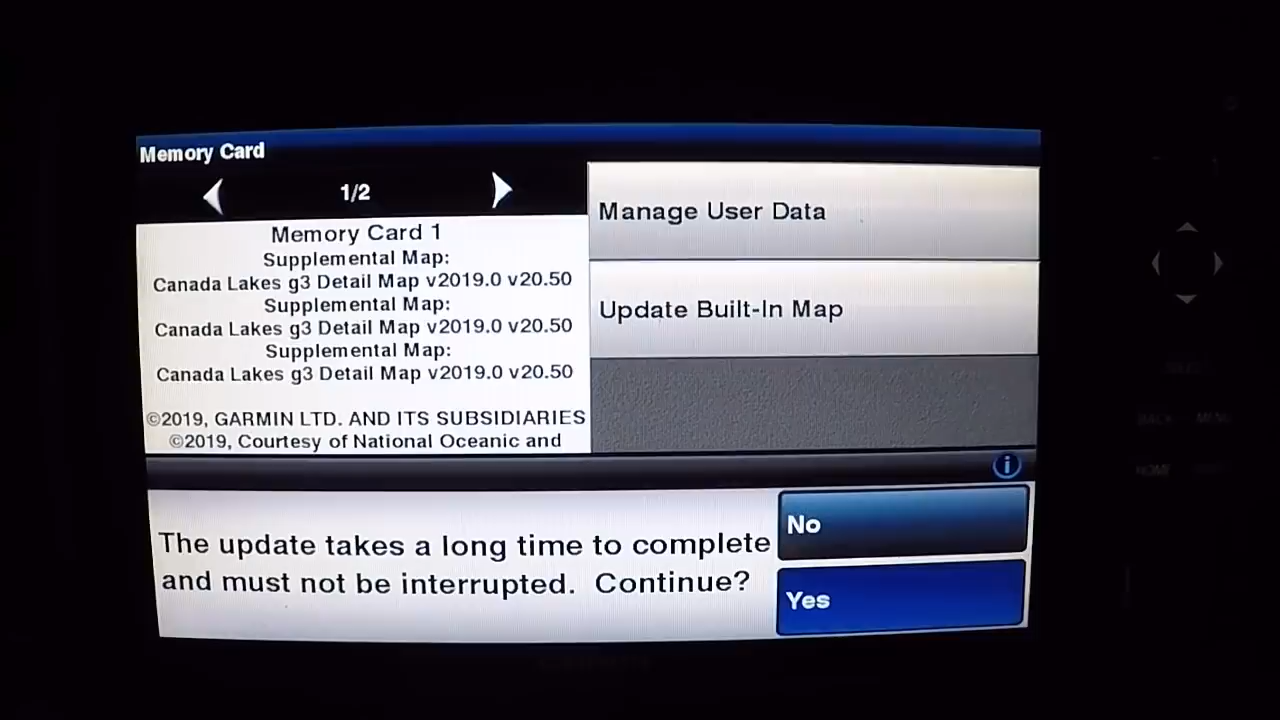 Memory Card
1/2
Memory Card 1
Supplemental Map:
Canada Lakes g3 Detail Map v2019.0 v20.50
Supplemental Map:
Canada Lakes g3 Detail Map v2019.0 v20.50
Supplemental Map:
Canada Lakes g3 Detail Map v2019.0 v20.50
©2019, GARMIN LTD. AND ITS SUBSIDIARIES
©2019, Courtesy of National Oceanic and
Manage User Data
Update Built-In Map
i
The update takes a long time to complete
and must not be interrupted. Continue?
No
Yes
BACK MENU
HOME